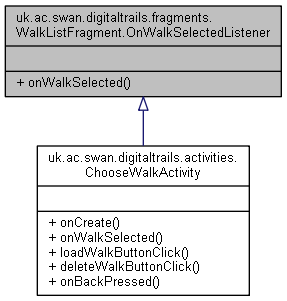 uk.ac.swan.digitaltrails.fragments.
WalkListFragment.OnWalkSelectedListener
+ onWalkSelected()
uk.ac.swan.digitaltrails.activities.
ChooseWalkActivity
+ onCreate()
+ onWalkSelected()
+ loadWalkButtonClick()
+ deleteWalkButtonClick()
+ onBackPressed()